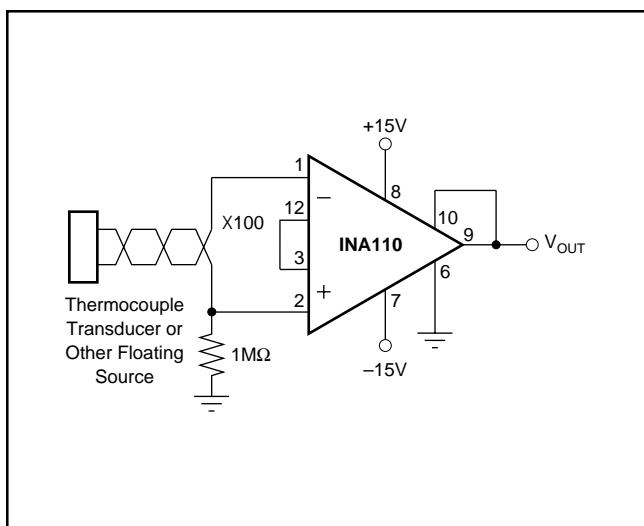 +15V
1
8
12
–
X100
10
INA110
9
V_OUT
3
6
+
2
7
Thermocouple
Transducer or
Other Floating
Source
1MΩ
–15V